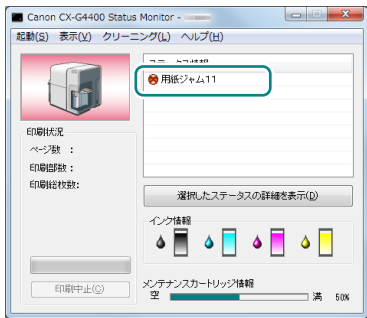 Canon CX-G4400 Status Monitor -
起動(S) 表示(V) クリーニング(L) ヘルプ(H)
ステータス情報
用紙ジャム11
印刷状況
ページ数 :
印刷部数 :
印刷総枚数:
選択したステータスの詳細を表示(D)
インク情報
印刷中止(C)
メンテナンスカートリッジ情報
空 満 50%